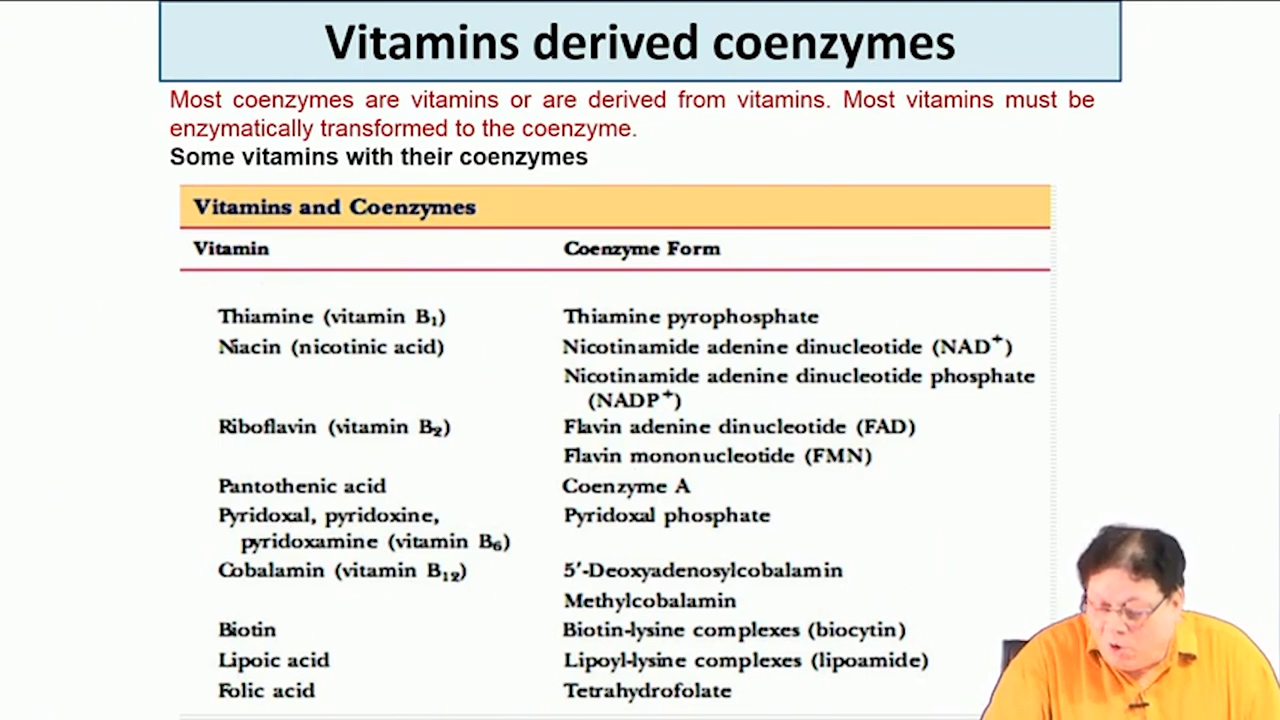 Vitamins derived coenzymes
Most coenzymes are vitamins or are derived from vitamins. Most vitamins must be
enzymatically transformed to the coenzyme.
Some vitamins with their coenzymes
Vitamins and Coenzymes
Vitamin Coenzyme Form
Thiamine (vitamin B₁) Thiamine pyrophosphate
Niacin (nicotinic acid) Nicotinamide adenine dinucleotide (NAD⁺)
Nicotinamide adenine dinucleotide phosphate
(NADP⁺)
Riboflavin (vitamin B₂) Flavin adenine dinucleotide (FAD)
Flavin mononucleotide (FMN)
Pantothenic acid Coenzyme A
Pyridoxal, pyridoxine, Pyridoxal phosphate
pyridoxamine (vitamin B₆)
Cobalamin (vitamin B₁₂) 5′-Deoxyadenosylcobalamin
Methylcobalamin
Biotin Biotin-lysine complexes (biocytin)
Lipoic acid Lipoyl-lysine complexes (lipoamide)
Folic acid Tetrahydrofolate